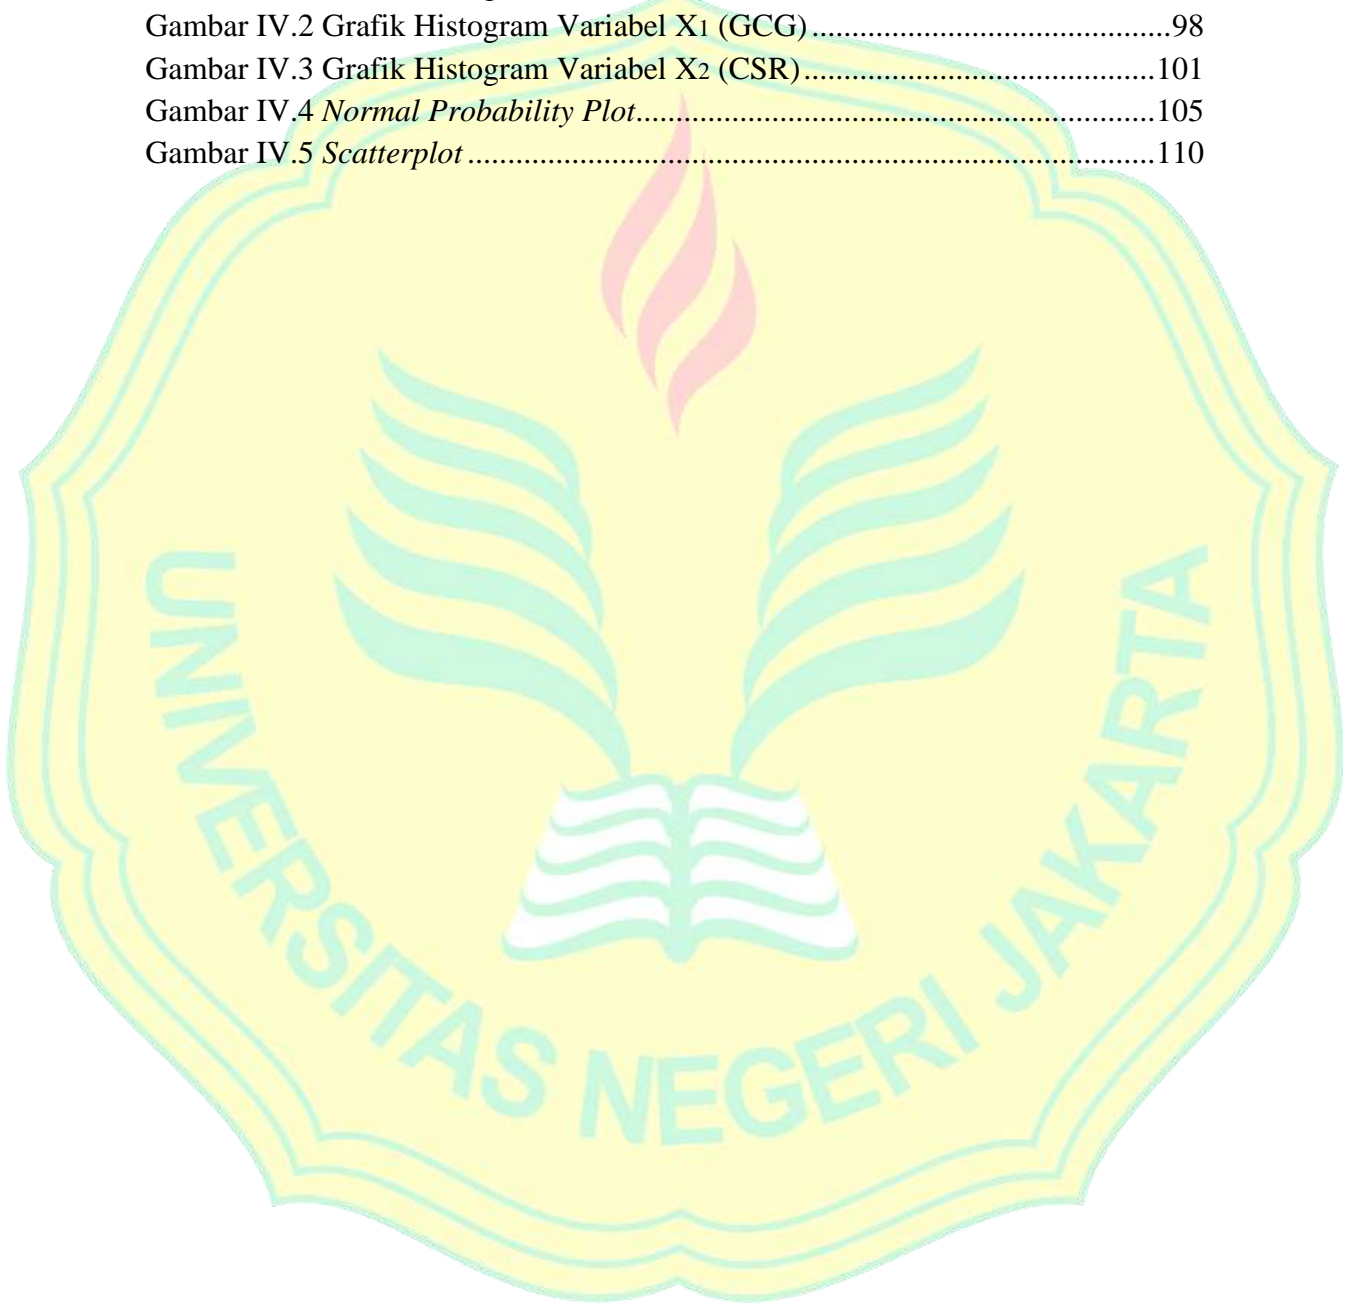 Gambar IV.2 Grafik Histogram Variabel X1 (GCG)............................................98
Gambar IV.3 Grafik Histogram Variabel X2 (CSR)...........................................101
Gambar IV.4 Normal Probability Plot................................................................105
Gambar IV.5 Scatterplot.....................................................................................110
UNIVERSITAS NEGERI JAKARTA